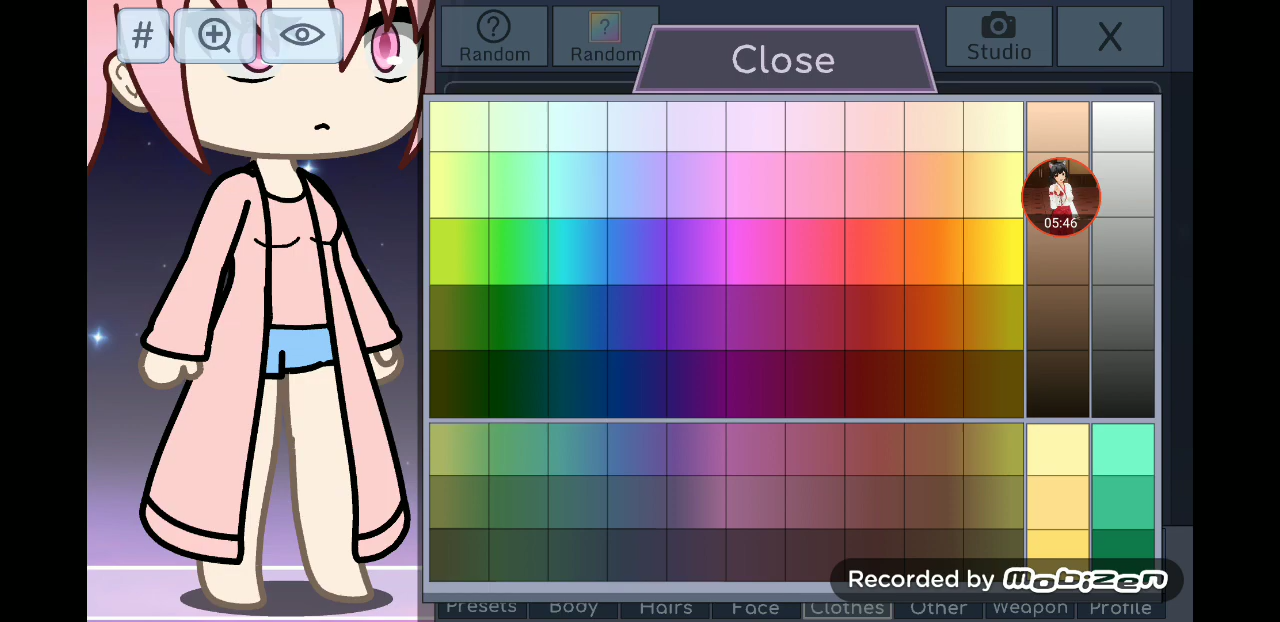 #
?
Random
?
Random
Close
Studio
X
05:46
Recorded by mobizen
Presets
Body
Hairs
Face
Clothes
Other
Weapon
Profile